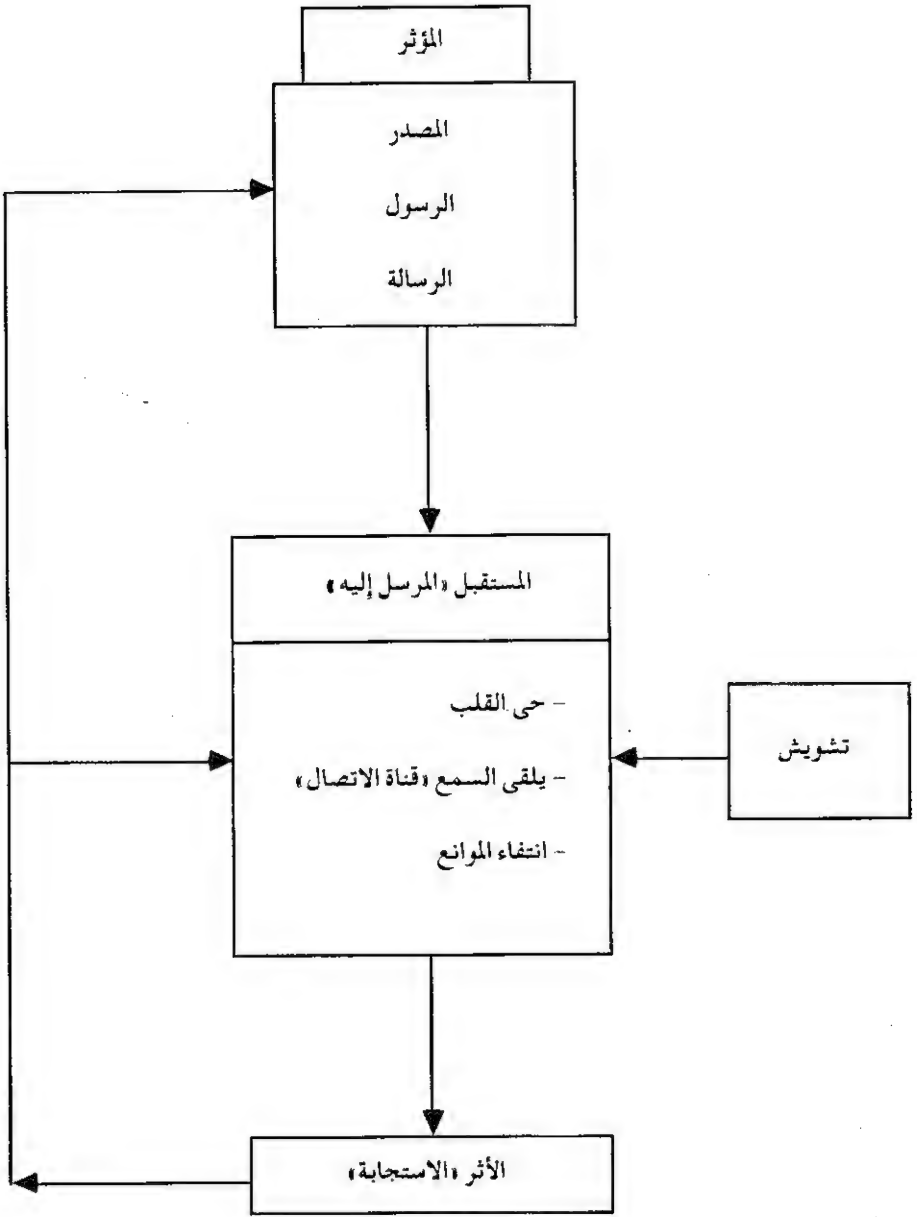 المؤثر
المصدر
الرسول
الرسالة
المستقبل «المرسل إليه»
- حى القلب
- يلقى السمع «قناة الاتصال»
- انتفاء الموانع
تشويش
الأثر «الاستجابة»